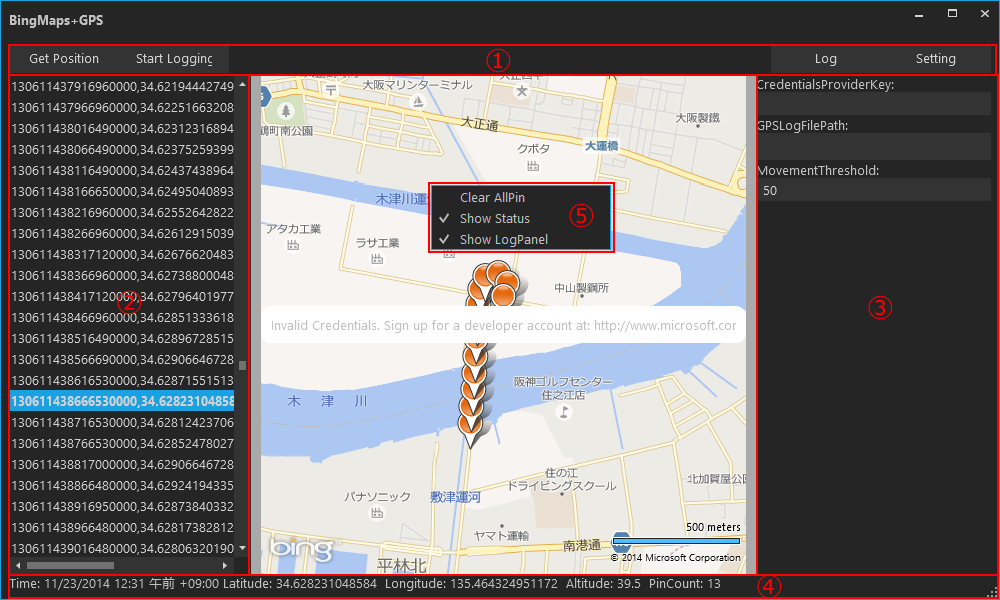 BingMaps+GPS
Get Position
Start Logging
①
Log
Setting
130611437916960000,34.62194442749
130611437966960000,34.62251663208
130611438016490000,34.62312316894
130611438066490000,34.62375259399
130611438116490000,34.62437438964
130611438166650000,34.62495040893
130611438216960000,34.62552642822
130611438266960000,34.62612915039
130611438317120000,34.62676620483
130611438366960000,34.62738800048
130611438417120000,34.62796401977
130611438466960000,34.62851333618
130611438516490000,34.62896728515
130611438566690000,34.62906646728
130611438616530000,34.62871551513
130611438666530000,34.62823104858
130611438716530000,34.62812423706
130611438766530000,34.62852478027
130611438817000000,34.62906646728
130611438866480000,34.62924194335
130611438916950000,34.62873840332
130611438966480000,34.62817382812
130611439016480000,34.62806320190
②
大阪マリンターミナル
大正通
鶴町南公園
クボタ
大運橋
大阪製鐵
木津川運
アタカ工業
ラサ工業
中山製鋼所
Clear AllPin
Show Status
Show LogPanel
⑤
Invalid Credentials. Sign up for a developer account at: http://www.microsoft.cor
木津川
阪神ゴルフセンター
住之江店
住の江
ドライビングスクール
北加賀屋公
パナソニック
敷津運河
ヤマト運輸
南港通
平林北
bing
500 meters
© 2014 Microsoft Corporation
CredentialsProviderKey:
GPSLogFilePath:
MovementThreshold:
50
③
Time: 11/23/2014 12:31 午前 +09:00 Latitude: 34.628231048584 Longitude: 135.464324951172 Altitude: 39.5 PinCount: 13
④